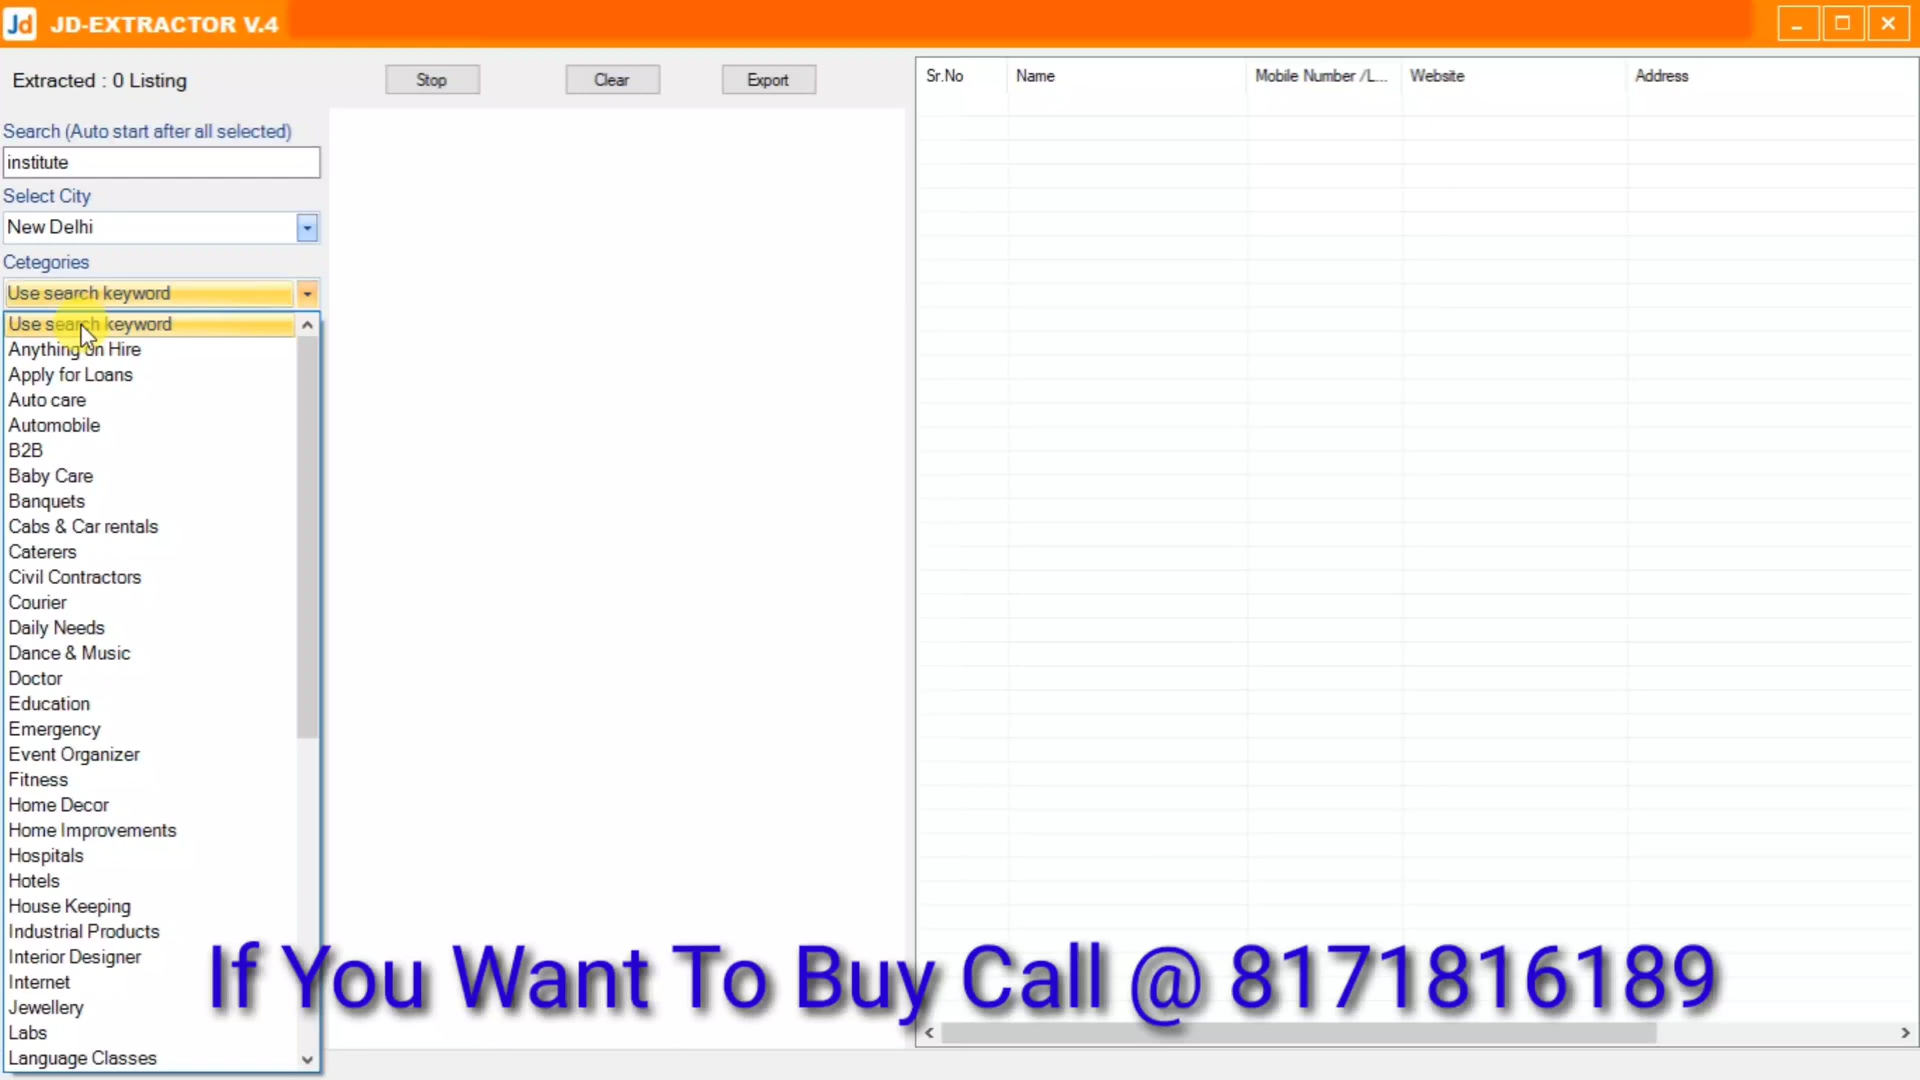 Jd JD-EXTRACTOR V.4
Extracted : 0 Listing
Stop
Clear
Export
Search (Auto start after all selected)
institute
Select City
New Delhi
Cetegories
Use search keyword
Use search keyword
Anything on Hire
Apply for Loans
Auto care
Automobile
B2B
Baby Care
Banquets
Cabs & Car rentals
Caterers
Civil Contractors
Courier
Daily Needs
Dance & Music
Doctor
Education
Emergency
Event Organizer
Fitness
Home Decor
Home Improvements
Hospitals
Hotels
House Keeping
Industrial Products
Interior Designer
Internet
Jewellery
Labs
Language Classes
Sr.No Name Mobile Number /L... Website Address
If You Want To Buy Call @ 8171816189